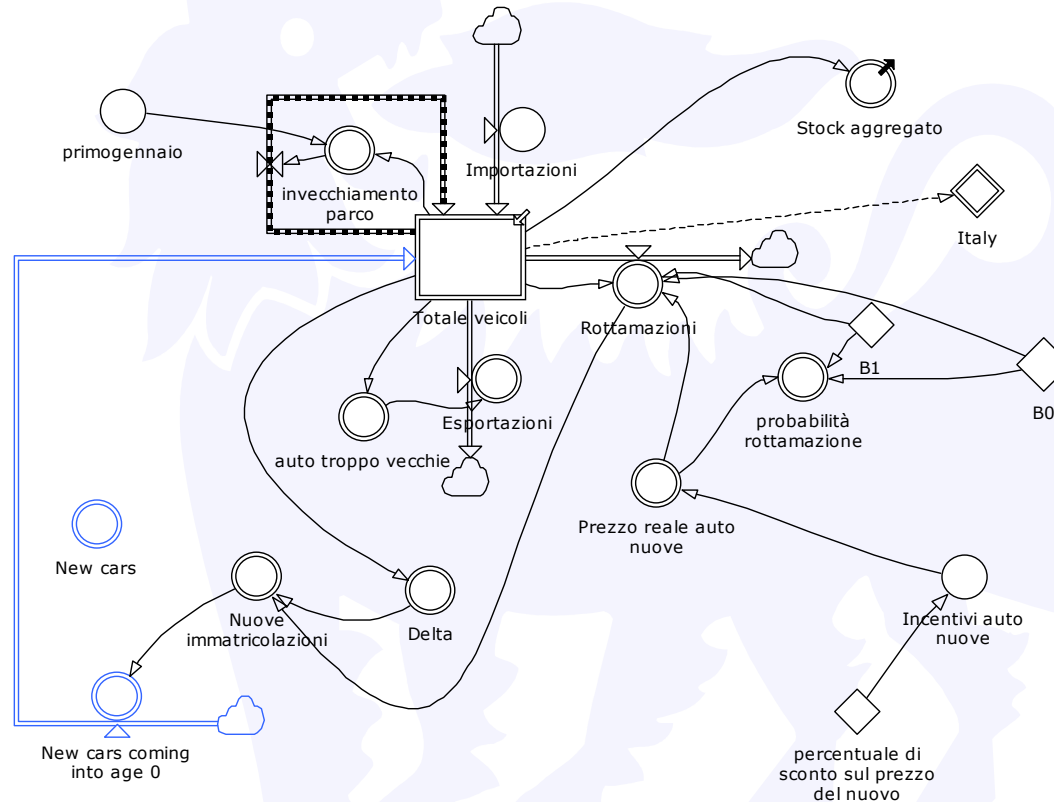 Stock aggregato
primogennaio
Importazioni
invecchiamento
parco
Italy
Totale veicoli
Rottamazioni
B1
B0
Esportazioni
probabilità
rottamazione
auto troppo vecchie
Prezzo reale auto
nuove
New cars
Nuove
immatricolazioni
Delta
Incentivi auto
nuove
New cars coming
into age 0
percentuale di
sconto sul prezzo
del nuovo